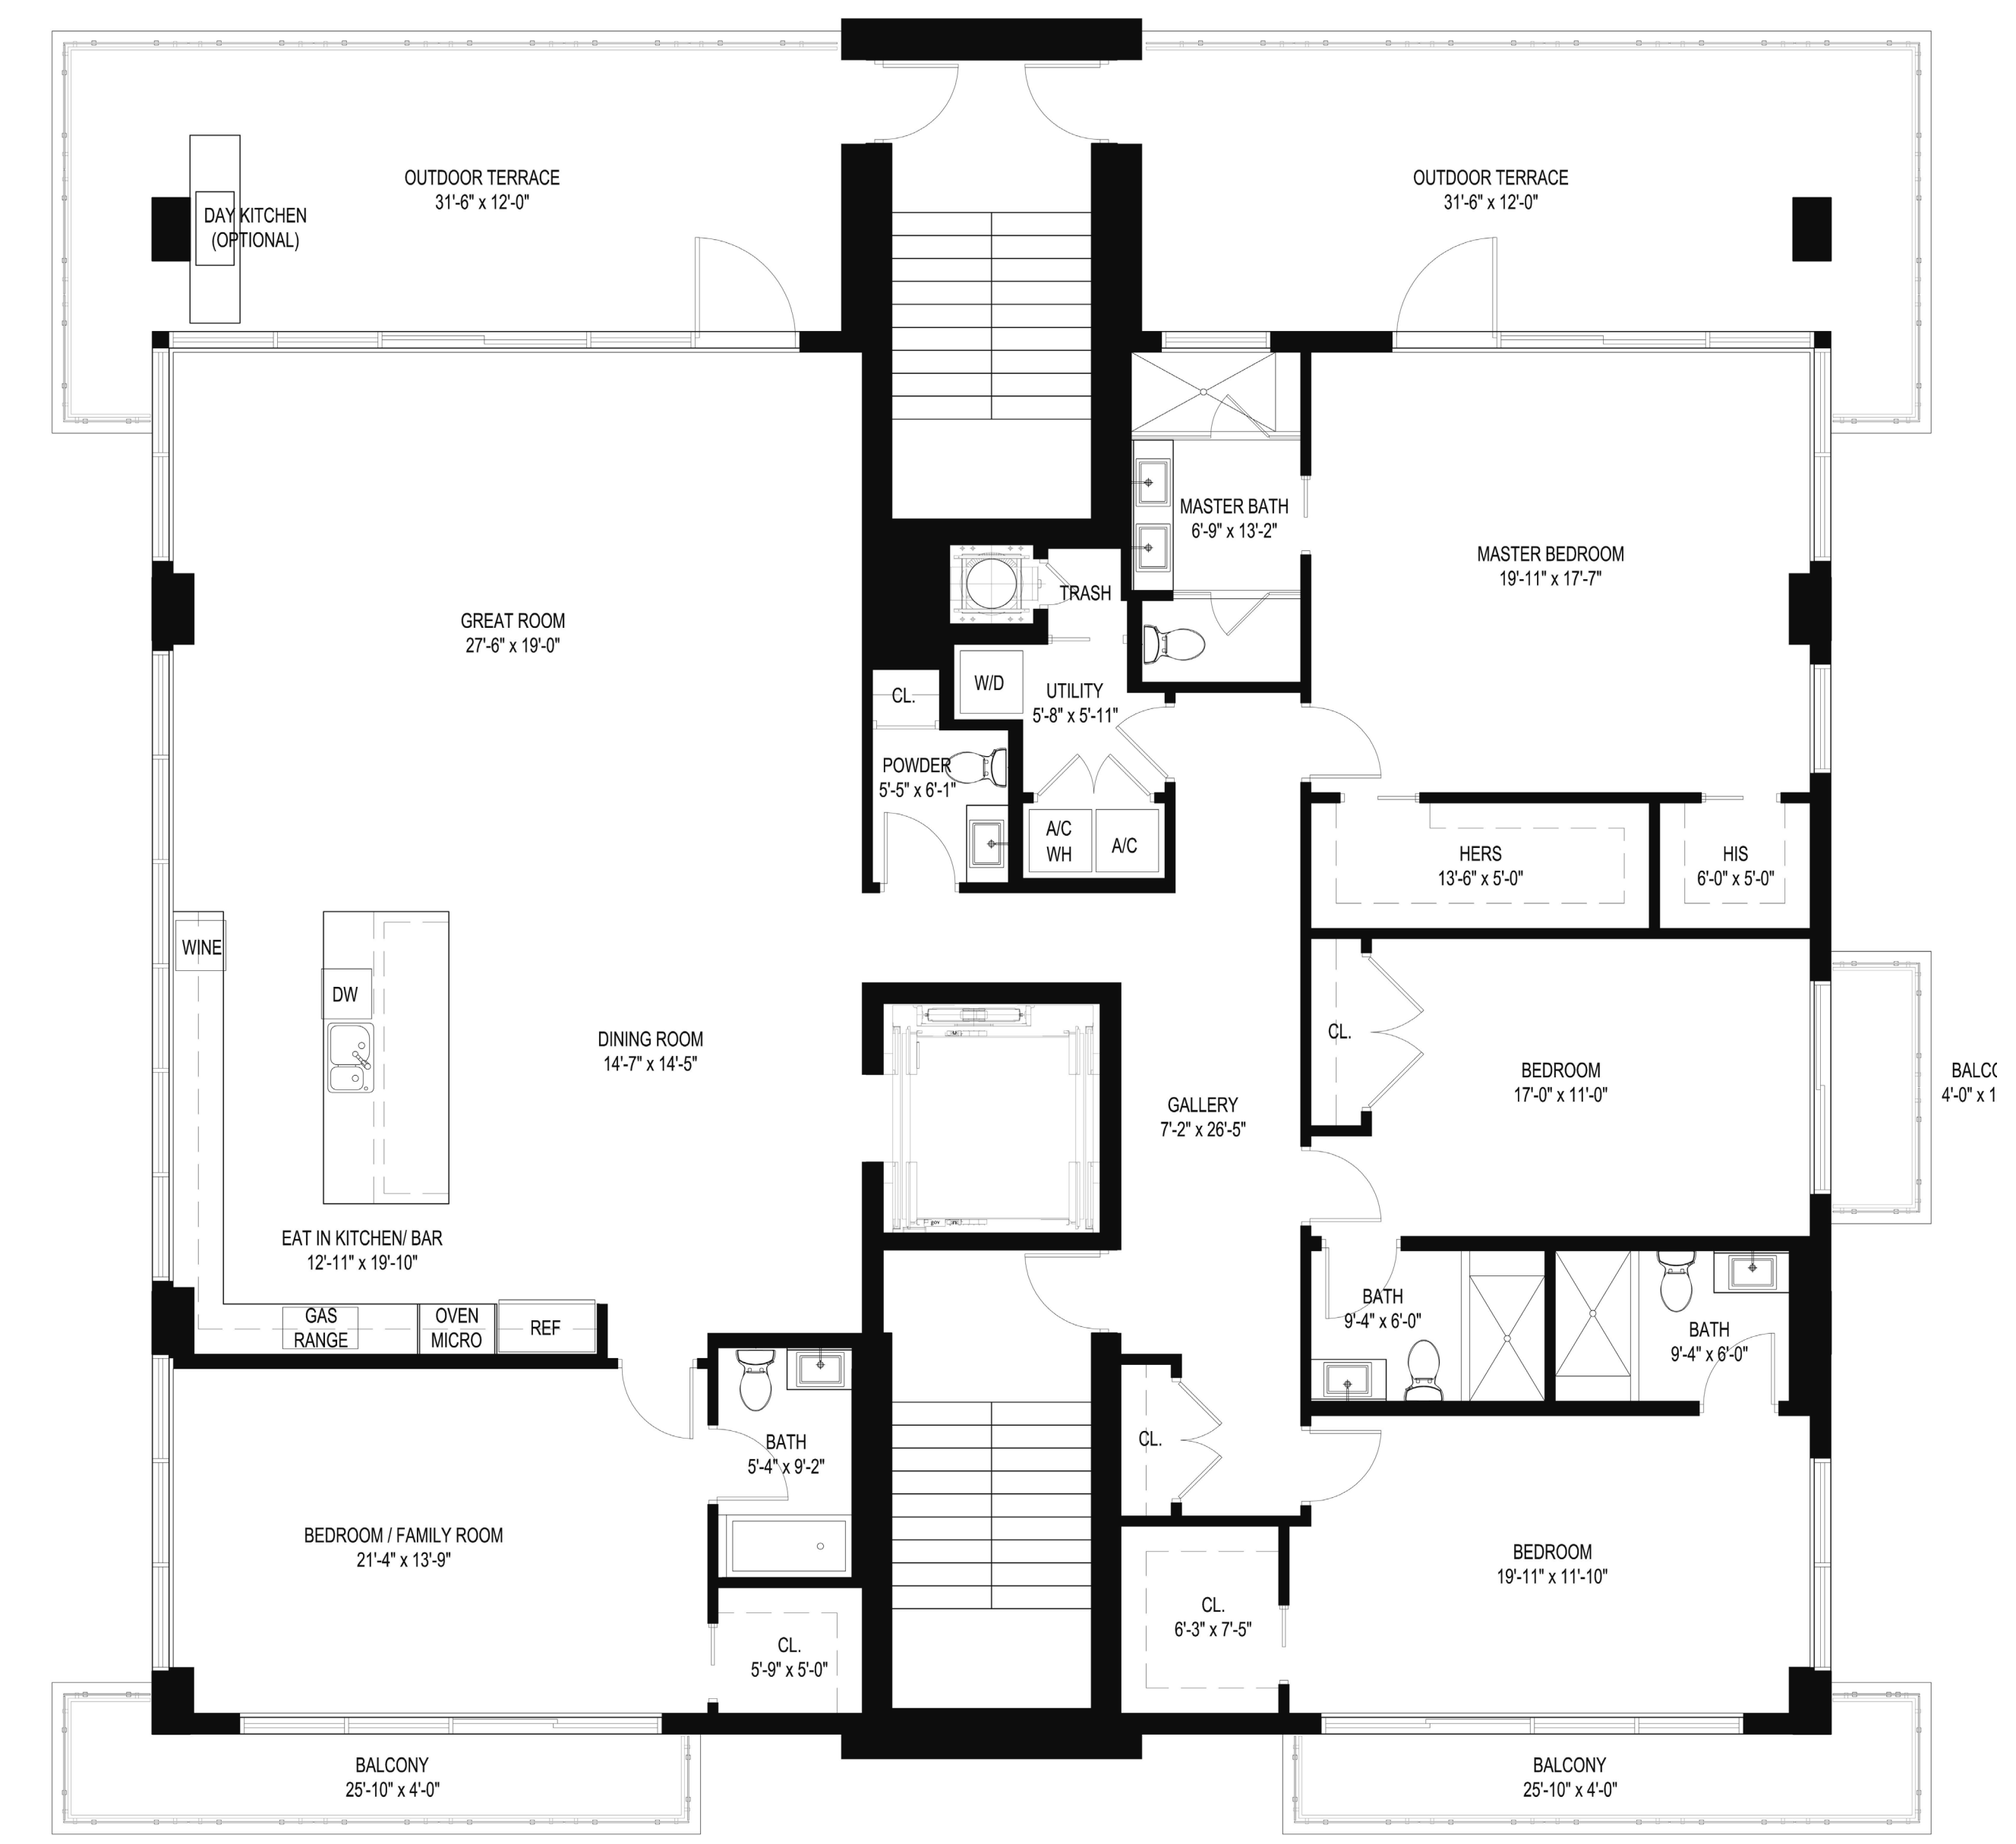 OUTDOOR TERRACE
31'-6" x 12'-0"
OUTDOOR TERRACE
31'-6" x 12'-0"
DAY KITCHEN
(OPTIONAL)
MASTER BATH
6'-9" x 13'-2"
MASTER BEDROOM
19'-11" x 17'-7"
TRASH
GREAT ROOM
27'-6" x 19'-0"
W/D
UTILITY
5'-8" x 5'-11"
CL.
POWDER
5'-5" x 6'-1"
A/C
WH
A/C
HERS
13'-6" x 5'-0"
HIS
6'-0" x 5'-0"
WINE
DW
DINING ROOM
14'-7" x 14'-5"
CL.
BEDROOM
17'-0" x 11'-0"
BALCO
4'-0" x 1
GALLERY
7'-2" x 26'-5"
EAT IN KITCHEN/ BAR
12'-11" x 19'-10"
GAS
RANGE
OVEN
MICRO
REF
BATH
9'-4" x 6'-0"
BATH
9'-4" x 6'-0"
BATH
5'-4" x 9'-2"
CL.
BEDROOM / FAMILY ROOM
21'-4" x 13'-9"
BEDROOM
19'-11" x 11'-10"
CL.
6'-3" x 7'-5"
CL.
5'-9" x 5'-0"
BALCONY
25'-10" x 4'-0"
BALCONY
25'-10" x 4'-0"